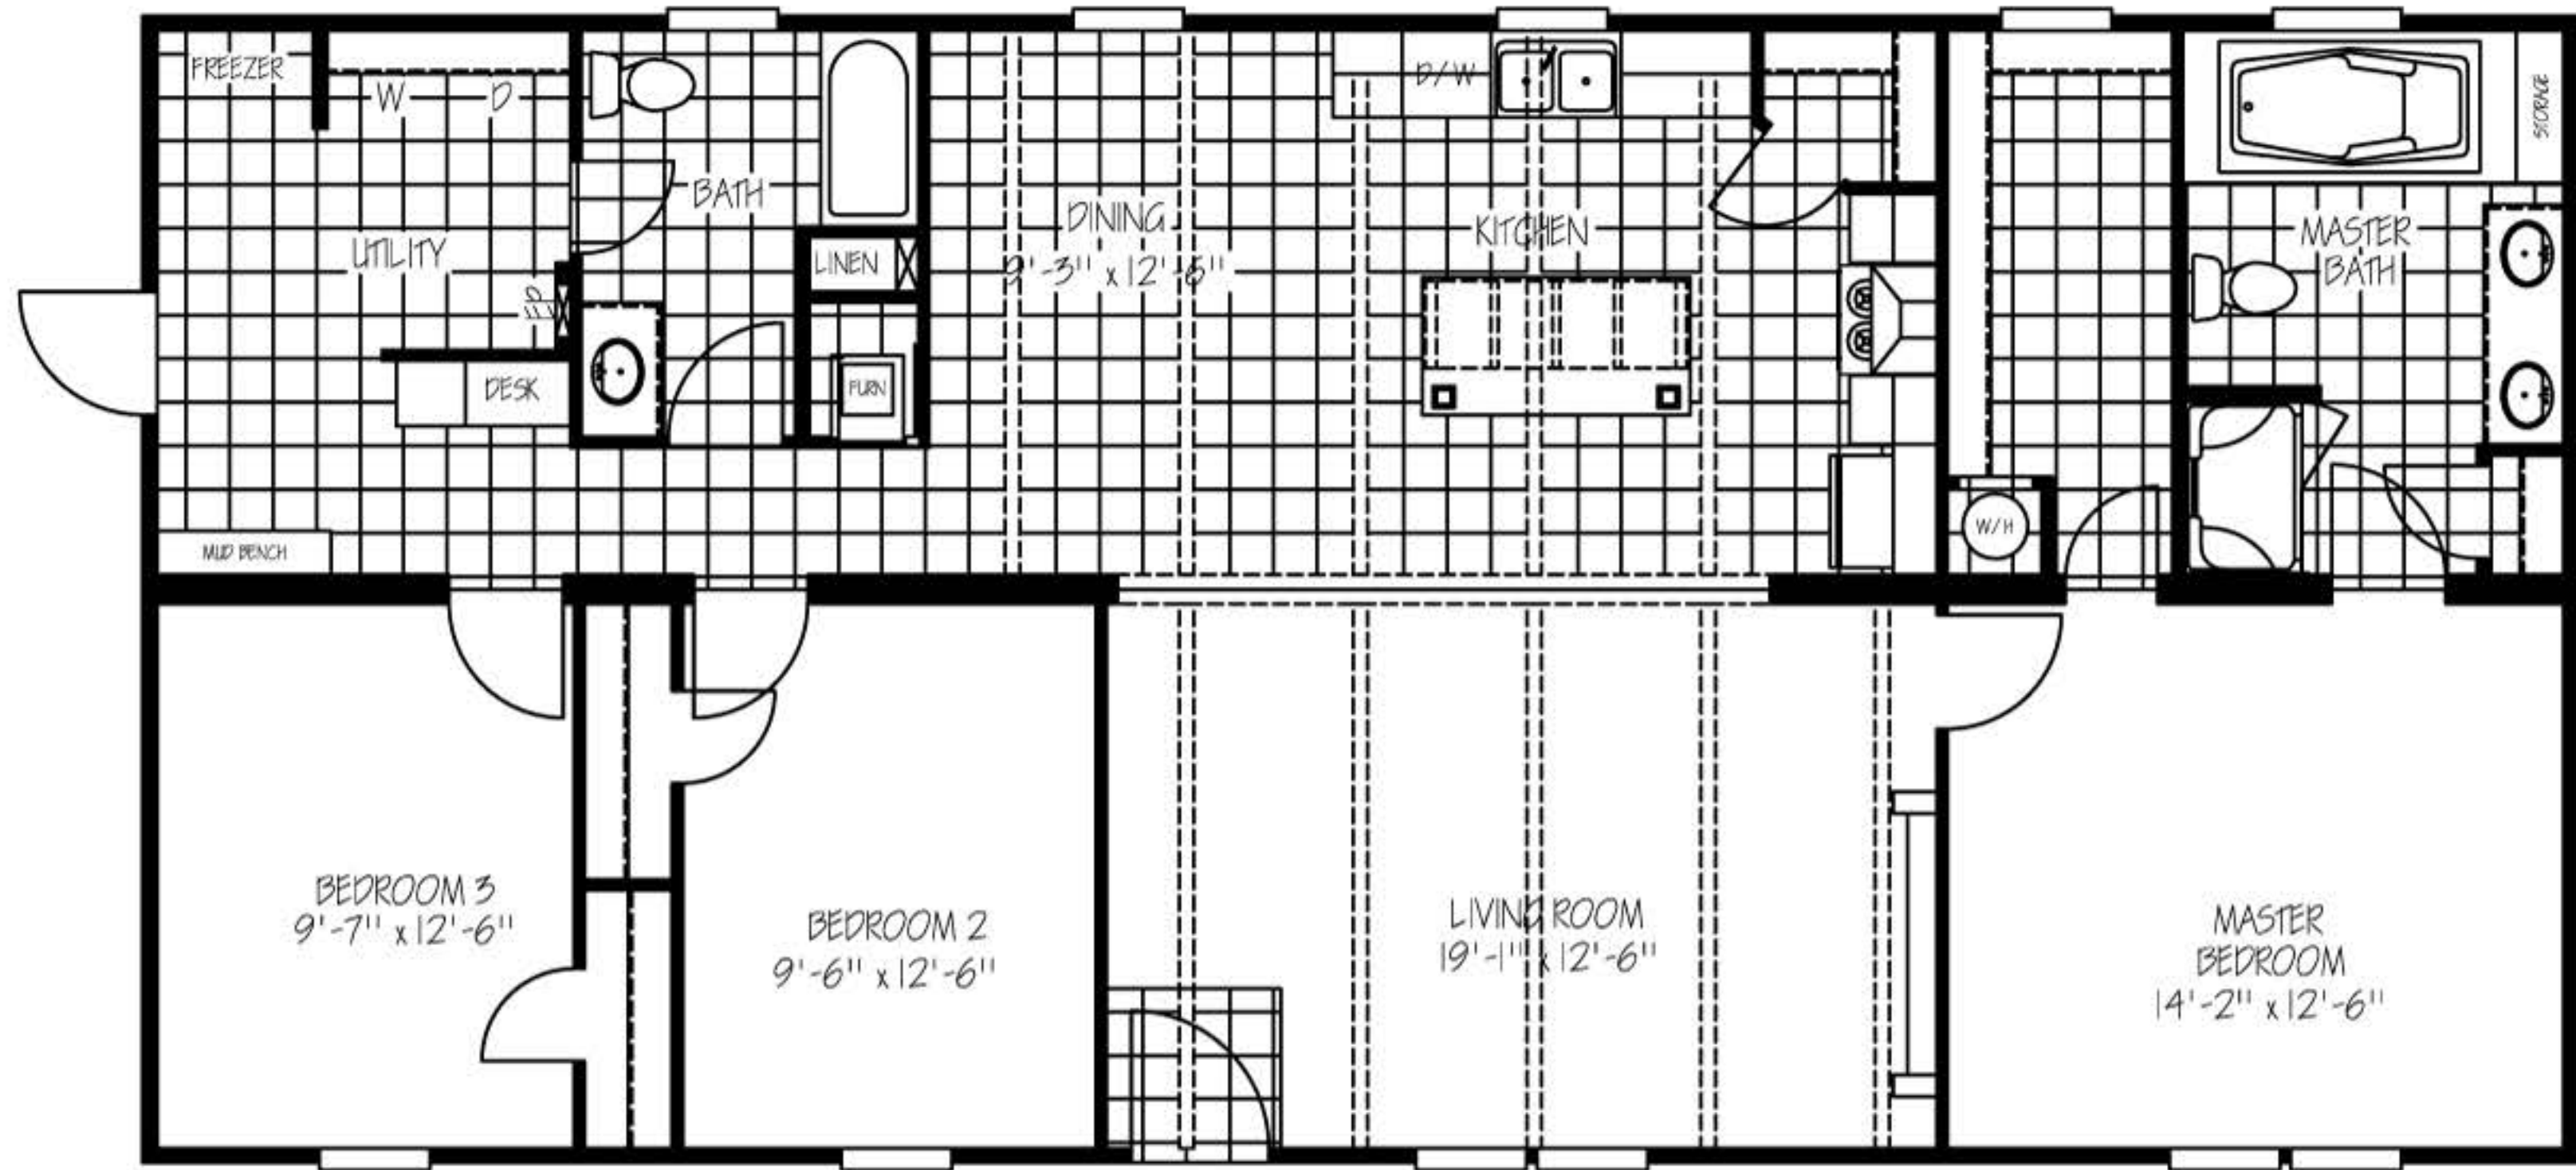 FREEZER
W
D
UTILITY
EP
DESK
MUD BENCH
BATH
LINEN
FURN
DINING
9'-3" x 12'-6"
D/W
KITCHEN
W/H
STORAGE
MASTER
BATH
BEDROOM 3
9'-7" x 12'-6"
BEDROOM 2
9'-6" x 12'-6"
LIVING ROOM
19'-1" x 12'-6"
MASTER
BEDROOM
14'-2" x 12'-6"